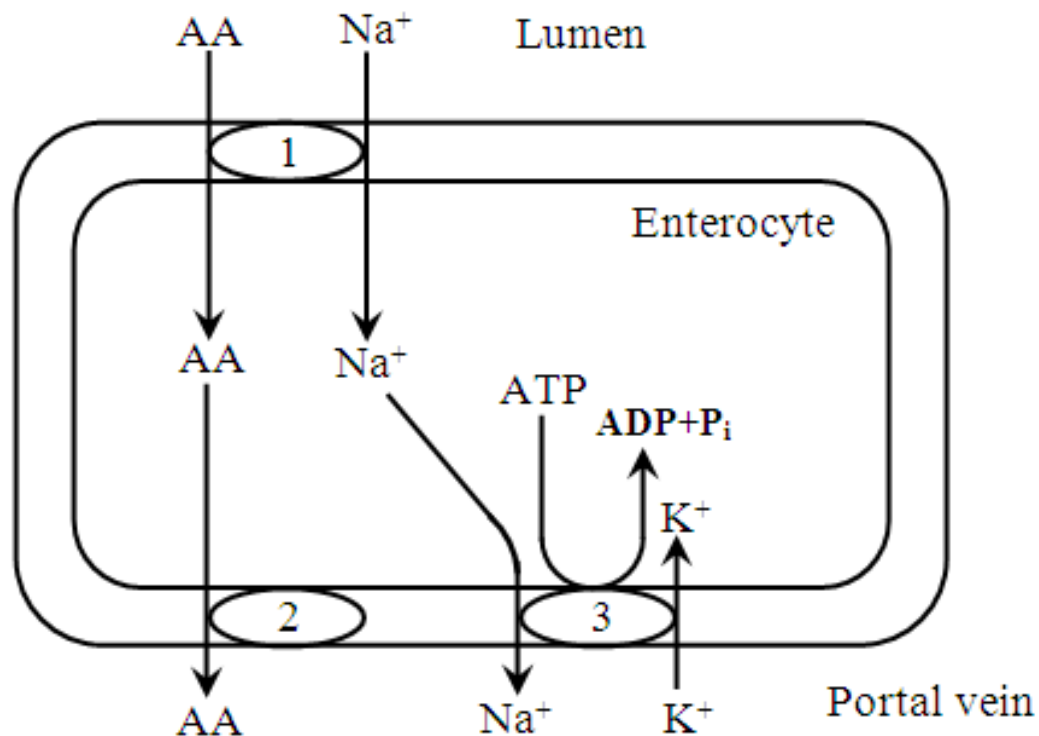 AA Na⁺ Lumen
1
Enterocyte
AA Na⁺
ATP
ADP+Pᵢ
K⁺
2 3
Portal vein
AA Na⁺ K⁺